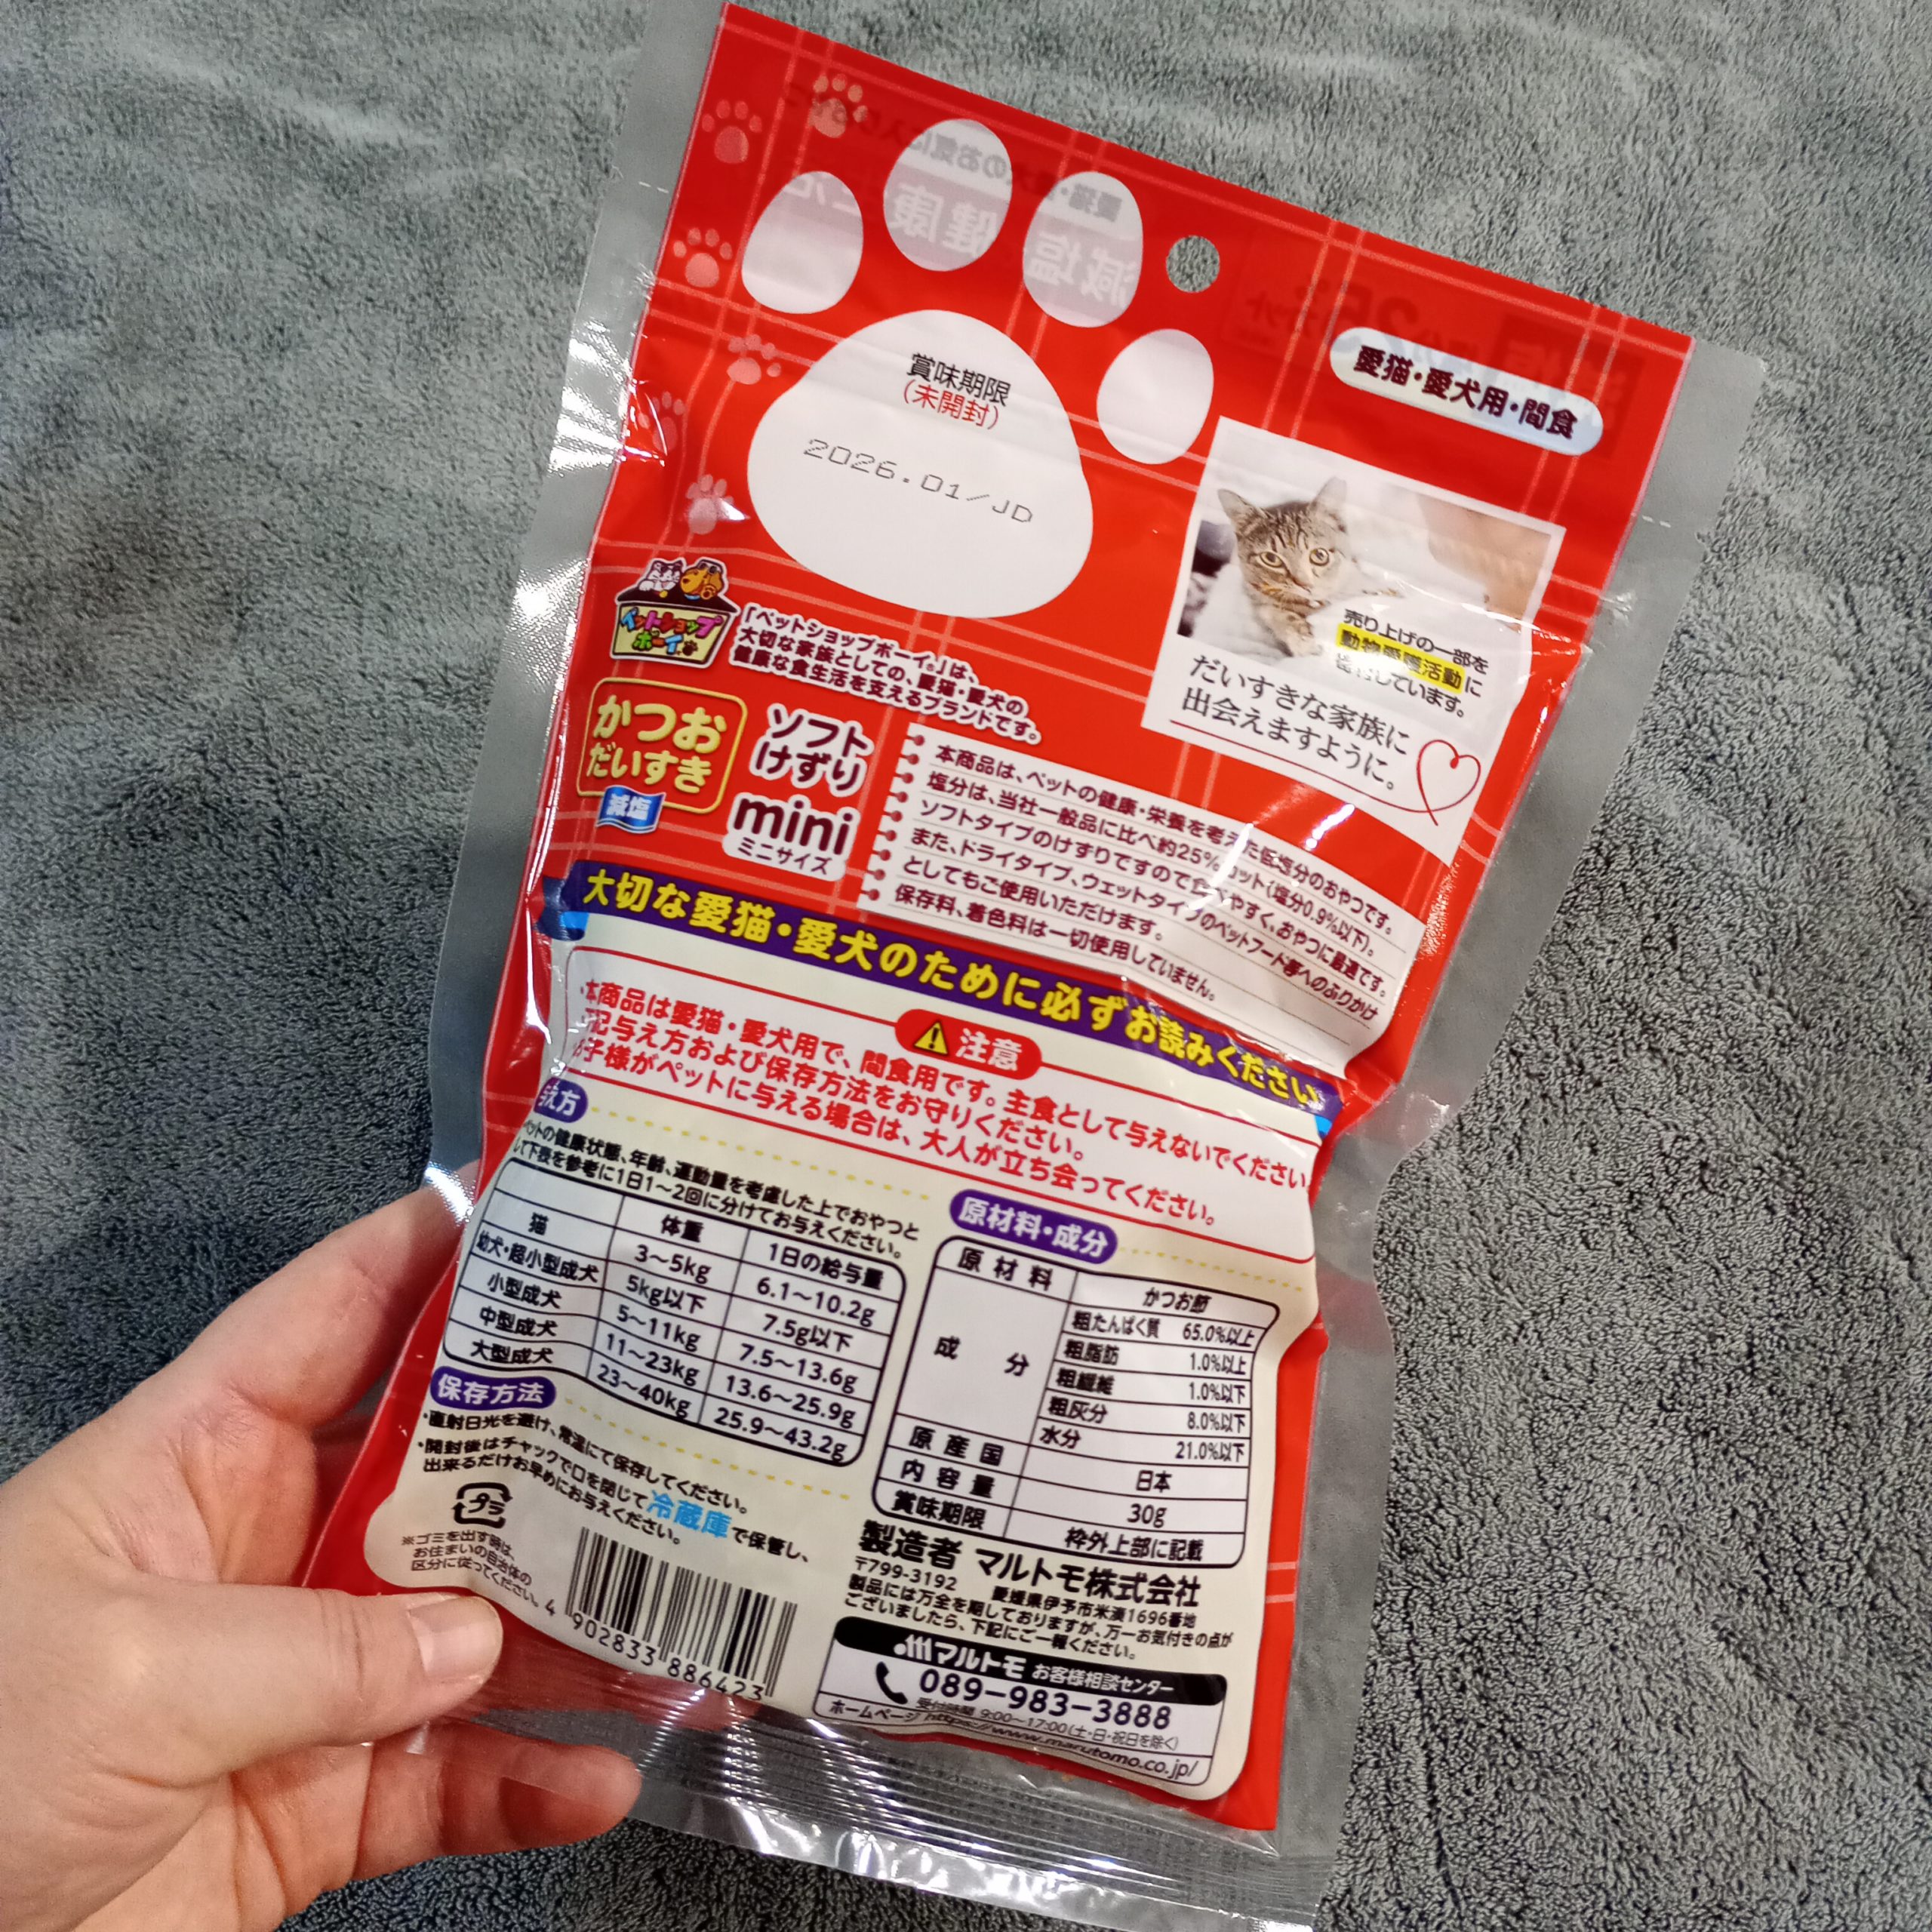 賞味期限
(未開封)
2026.01/JD
愛猫・愛犬用・間食
売り上げの一部を
動物愛護活動に
しています。
だいすきな家族に
出会えますように。
ペットショップ
ボーイ
「ペットショップボーイ®」は、
大切な家族としての、愛猫・愛犬の
健康な食生活を支えるブランドです。
かつお
だいすき
減塩
ソフト
けずり
mini
ミニサイズ
本商品は、ペットの健康・栄養を考えた低塩分のおやつです。
塩分は、当社一般品に比べ約25%カット(塩分0.9%以下)。
ソフトタイプのけずりですので食べやすく、おやつに最適です。
また、ドライタイプ、ウェットタイプのペットフード等へのふりかけ
としてもご使用いただけます。
保存料、着色料は一切使用していません。
大切な愛猫・愛犬のために必ずお読みください
注意
・本商品は愛猫・愛犬用で、間食用です。主食として与えないでください。
記与え方および保存方法をお守りください。
お子様がペットに与える場合は、大人が立ち会ってください。
与え方
ペットの健康状態、年齢、運動量を考慮した上でおやつと
して下表を参考に1日1～2回に分けてお与えください。
体重 1日の給与量
猫 3～5kg 6.1～10.2g
幼犬・超小型成犬 5kg以下 7.5g以下
小型成犬 5～11kg 7.5～13.6g
中型成犬 11～23kg 13.6～25.9g
大型成犬 23～40kg 25.9～43.2g
保存方法
・直射日光を避け、常温にて保存してください。
・開封後はチャックで口を閉じて冷蔵庫で保管し、
出来るだけお早めにお与えください。
プラ
※ゴミを出す時は、
お住まいの自治体の
区分に従ってください。
4 902833 886423
原材料・成分
原材料 かつお節
成分 粗たんぱく質 65.0%以上
粗脂肪 1.0%以上
粗繊維 1.0%以下
粗灰分 8.0%以下
水分 21.0%以下
原産国 日本
内容量 30g
賞味期限 枠外上部に記載
製造者 マルトモ株式会社
〒799-3192 愛媛県伊予市米湊1696番地
製品には万全を期しておりますが、万一お気付きの点が
ございましたら、下記にご一報ください。
マルトモ お客様相談センター
089-983-3888
受付時間 9:00～17:00(土・日・祝日を除く)
ホームページ https://www.marutomo.co.jp/